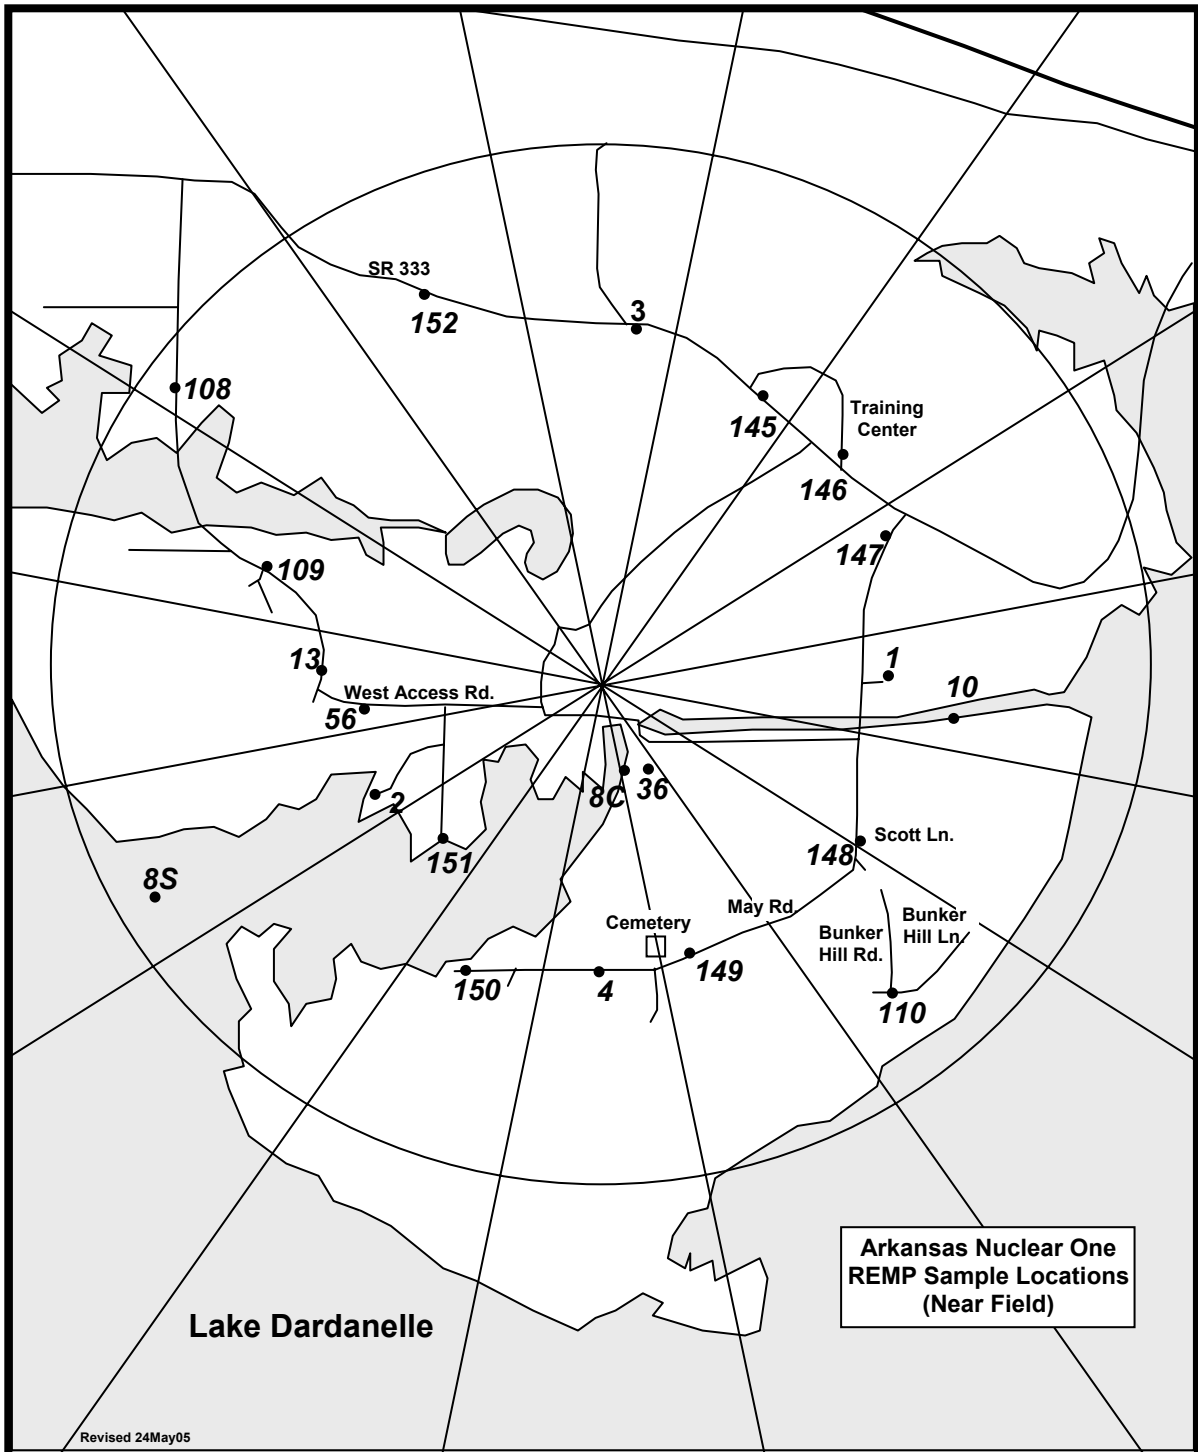 SR 333
152
3
108
145
Training
Center
146
147
109
13
1
West Access Rd.
10
56
2
8C
36
151
Scott Ln.
148
8S
May Rd.
Cemetery
Bunker
Hill Rd.
Bunker
Hill Ln.
149
150
4
110
Arkansas Nuclear One
REMP Sample Locations
(Near Field)
Lake Dardanelle
Revised 24May05